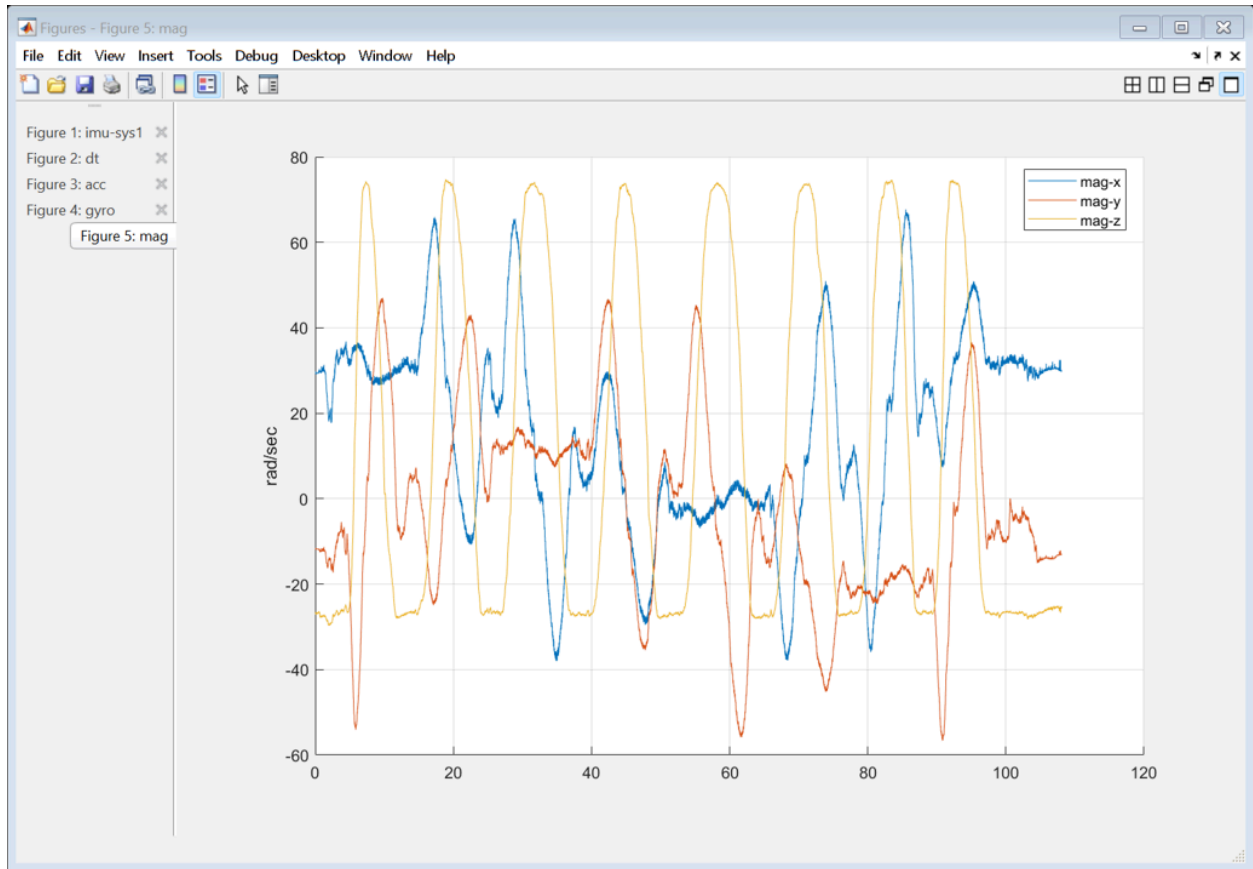 Figures - Figure 5: mag
File Edit View Insert Tools Debug Desktop Window Help
Figure 1: imu-sys1
Figure 2: dt
Figure 3: acc
Figure 4: gyro
Figure 5: mag
80
60
40
20
0
-20
-40
-60
rad/sec
mag-x
mag-y
mag-z
0 20 40 60 80 100 120